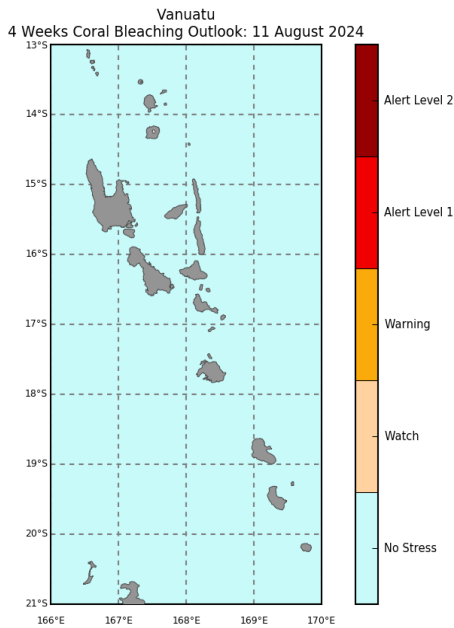 Vanuatu
4 Weeks Coral Bleaching Outlook: 11 August 2024
13°S
14°S
15°S
16°S
17°S
18°S
19°S
20°S
21°S
166°E 167°E 168°E 169°E 170°E
Alert Level 2
Alert Level 1
Warning
Watch
No Stress